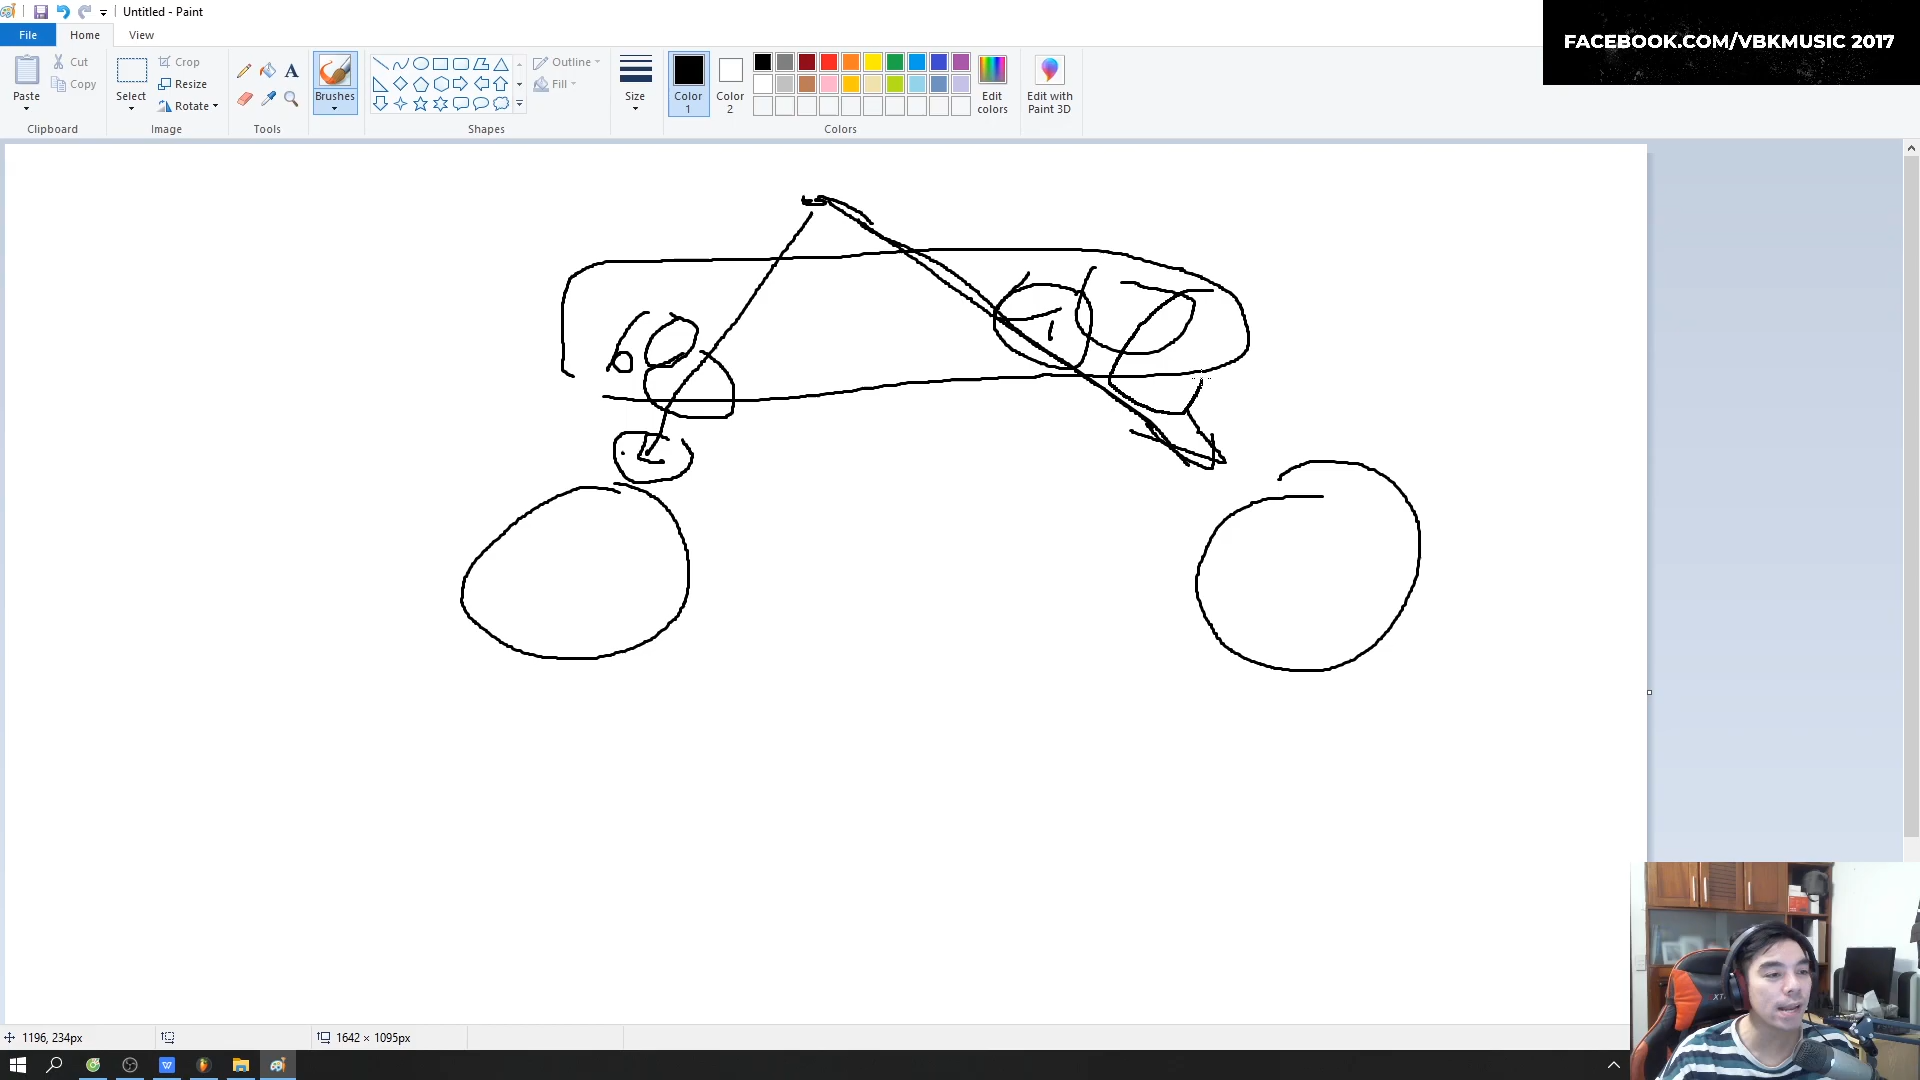 Untitled - Paint
FACEBOOK.COM/VBKMUSIC 2017
File
Home
View
Paste
Cut
Copy
Clipboard
Select
Crop
Resize
Rotate
Image
A
Tools
Brushes
Shapes
Outline
Fill
Size
Color
1
Color
2
Colors
Edit
colors
Edit with
Paint 3D
1196, 234px
1642 × 1095px
W